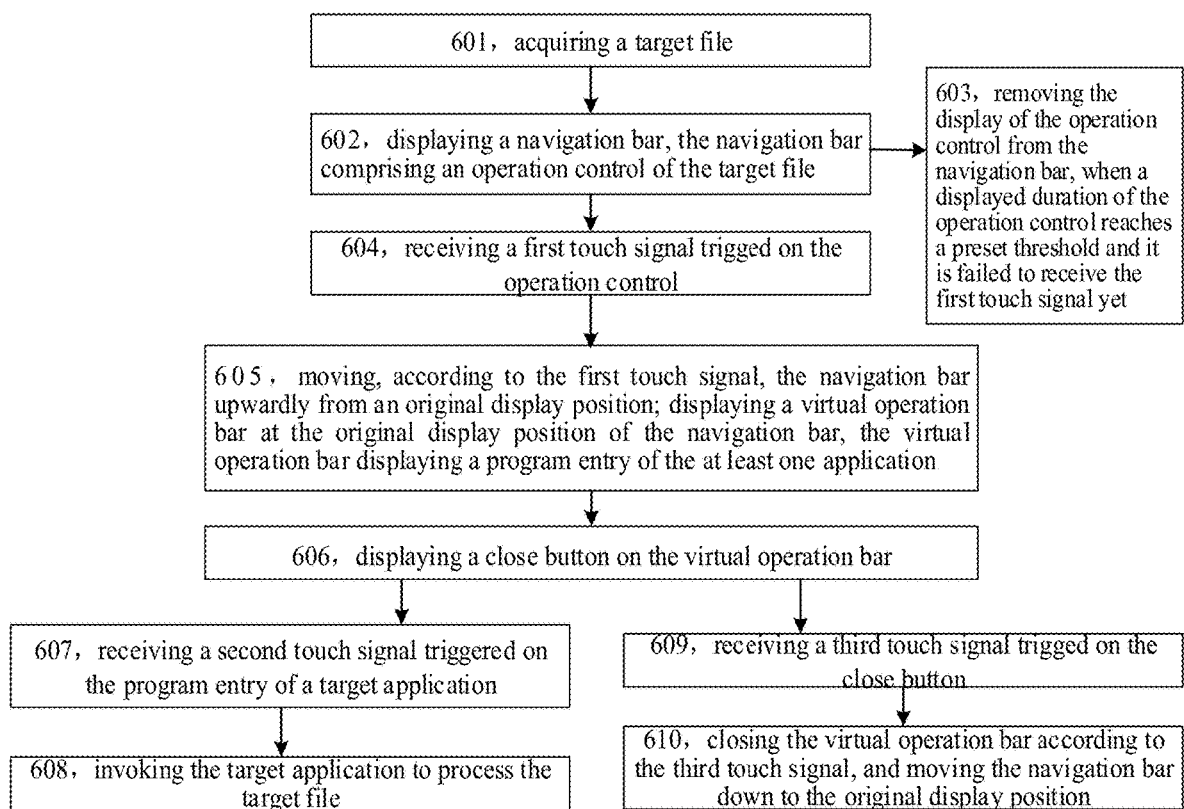 601，acquiring a target file
602，displaying a navigation bar, the navigation bar
comprising an operation control of the target file
603，removing the
display of the operation
control from the
navigation bar, when a
displayed duration of the
operation control reaches
a preset threshold and it
is failed to receive the
first touch signal yet
604，receiving a first touch signal trigged on the
operation control
605，moving, according to the first touch signal, the navigation bar
upwardly from an original display position; displaying a virtual operation
bar at the original display position of the navigation bar, the virtual
operation bar displaying a program entry of the at least one application
606，displaying a close button on the virtual operation bar
607，receiving a second touch signal triggered on
the program entry of a target application
608，invoking the target application to process the
target file
609，receiving a third touch signal trigged on the
close button
610，closing the virtual operation bar according to
the third touch signal, and moving the navigation bar
down to the original display position